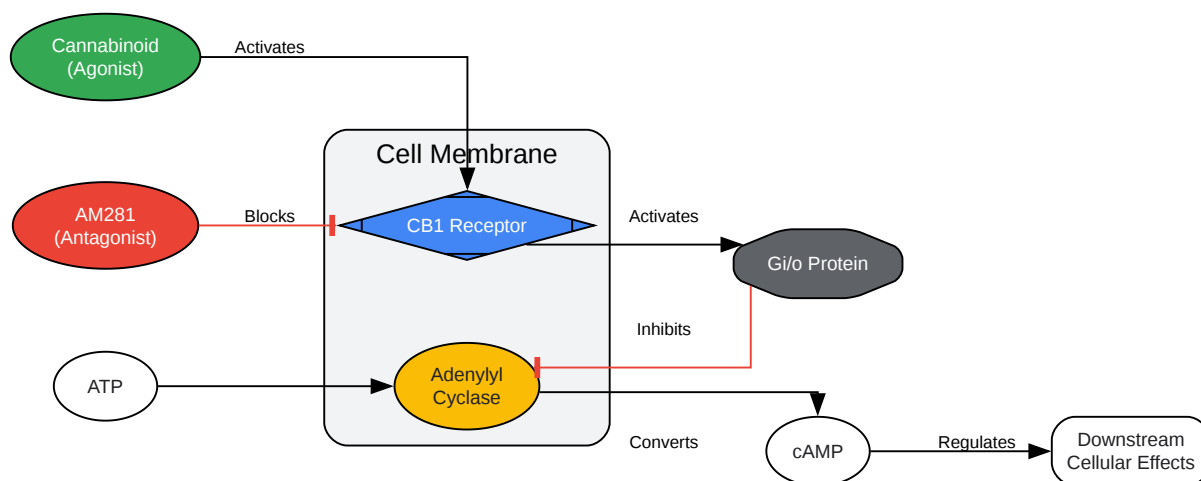 Cannabinoid
(Agonist)
Activates
Cell Membrane
AM281
(Antagonist)
Blocks
CB1 Receptor
Activates
Gi/o Protein
Inhibits
ATP
Adenylyl
Cyclase
Converts
cAMP
Regulates
Downstream
Cellular Effects